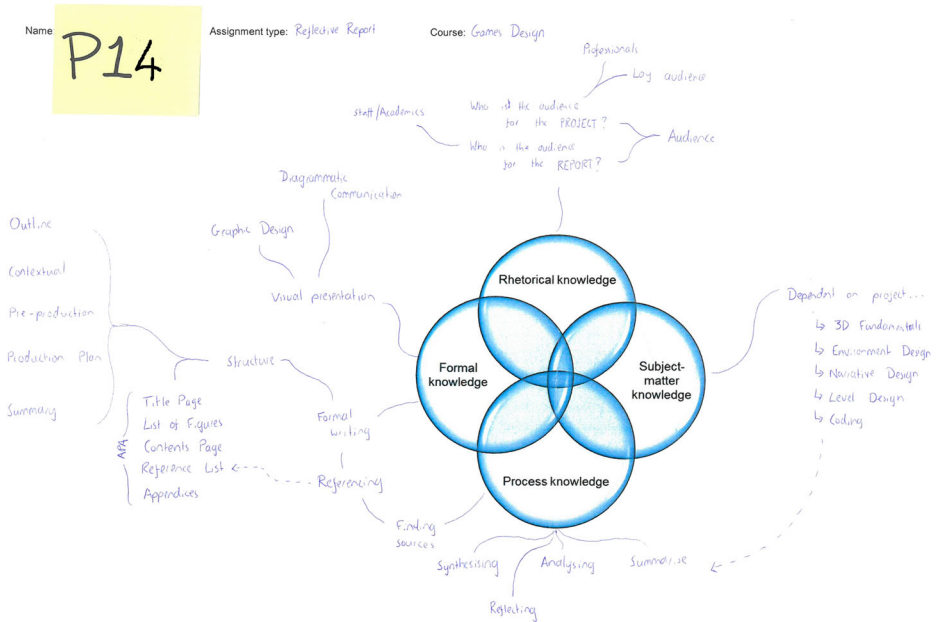 Name
P14
Assignment type: Reflective Report
Course: Games Design
Professionals
Lay audience
Staff/Academics
Who is the audience
for the PROJECT?
Who is the audience
for the REPORT?
Audience
Diagrammatic
Communication
Graphic Design
Visual presentation
Outline
Contextual
Pre-production
Production Plan
Summary
Structure
Title Page
List of Figures
Contents Page
Reference List
Appendices
APA
Formal
writing
Referencing
Finding
sources
Rhetorical knowledge
Formal
knowledge
Subject-
matter
knowledge
Process knowledge
Dependent on project...
↳ 3D Fundamentals
↳ Environment Design
↳ Narrative Design
↳ Level Design
↳ Coding
Synthesising
Analysing
Summarise
Reflecting